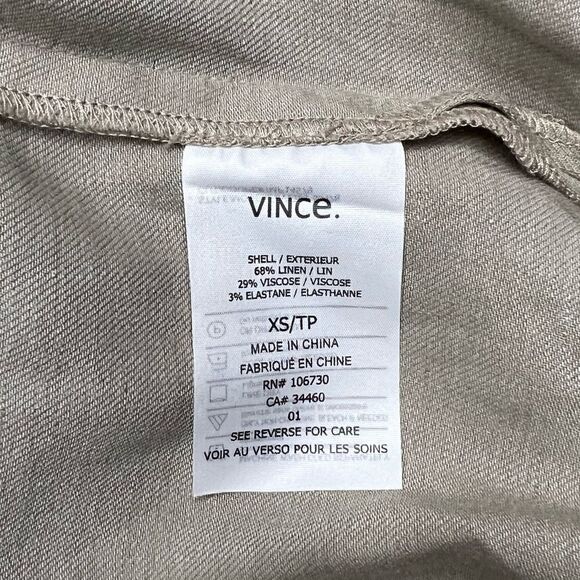 VINCE.
SHELL / EXTERIEUR
68% LINEN / LIN
29% VISCOSE / VISCOSE
3% ELASTANE / ELASTHANNE
XS/TP
MADE IN CHINA
FABRIQUÉ EN CHINE
RN# 106730
CA# 34460
01
SEE REVERSE FOR CARE
VOIR AU VERSO POUR LES SOINS